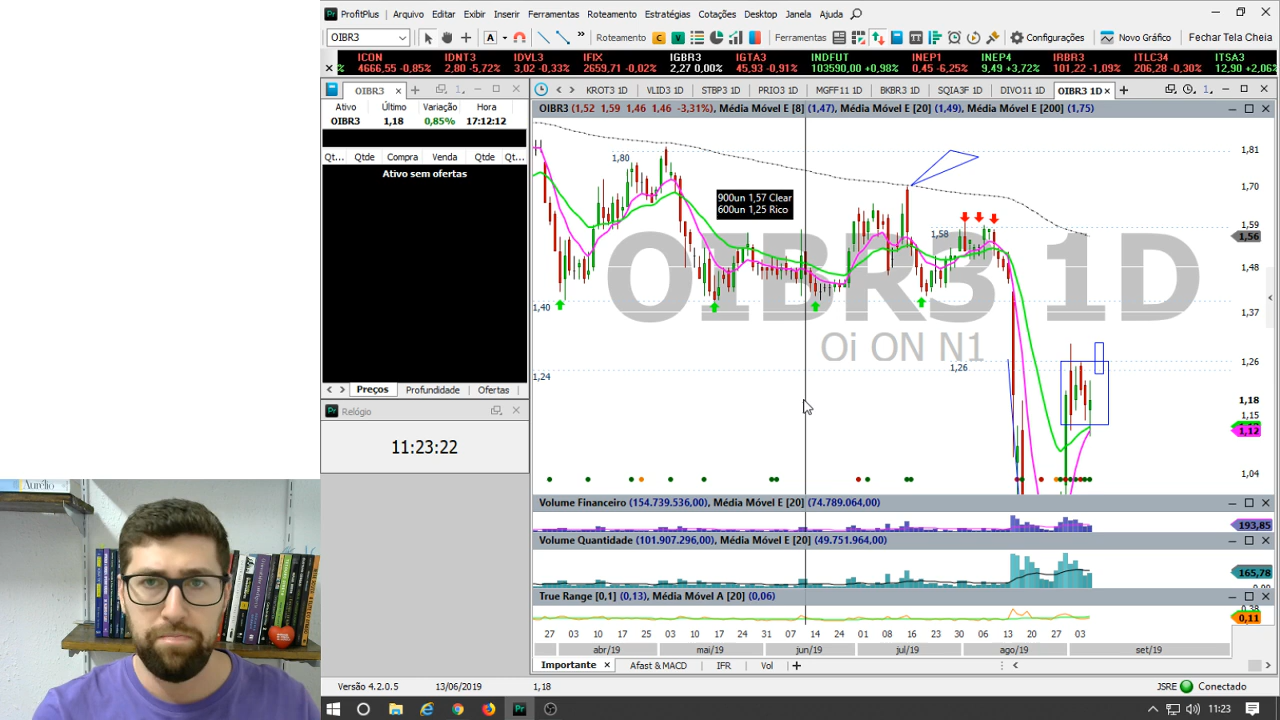 ProfitPlus Arquivo Editar Exibir Inserir Ferramentas Roteamento Estratégias Cotações Desktop Janela Ajuda
OIBR3 A Roteamento C V Ferramentas TT Configurações Novo Gráfico Fechar Tela Cheia
ICON IDNT3 IDVL3 IFIX IGBR3 IGTA3 INDFUT INEP1 INEP4 IRBR3 ITLC34 ITSA3
% 4666,55 -0,85% 2,80 -5,72% 3,02 -0,33% 2659,71 -0,02% 2,27 0,00% 45,93 -0,91% 103590,00 +0,98% 0,45 -6,25% 9,49 +3,72% 101,22 -1,09% 206,28 -0,30% 12,90 +2,06%
OIBR3
Ativo Último Variação Hora
OIBR3 1,18 0,85% 17:12:12
Qt... Qtde Compra Venda Qtde Qt...
Ativo sem ofertas
Preços Profundidade Ofertas
Relógio
11:23:22
KROT3 1D VLID3 1D STBP3 1D PRIO3 1D MGFF11 1D BKBR3 1D SQIA3F 1D DIVO11 1D OIBR3 1D
OIBR3 (1,52 1,59 1,46 1,46 -3,31%), Média Móvel E [8] (1,47), Média Móvel E [20] (1,49), Média Móvel E [200] (1,75)
OIBR3 1D
Oi ON N1
1,80
900un 1,57 Clear
600un 1,25 Rico
1,58
1,40
1,26
1,24
1,81
1,70
1,59
1,56
1,48
1,37
1,26
1,18
1,15
1,12
1,04
Volume Financeiro (154.739.536,00), Média Móvel E [20] (74.789.064,00)
193,85
Volume Quantidade (101.907.296,00), Média Móvel E [20] (49.751.964,00)
165,78
True Range [0,1] (0,13), Média Móvel A [20] (0,06)
0,38
0,11
27 03 10 17 25 03 10 17 24 31 07 14 24 01 08 16 23 30 06 13 20 27 03
abr/19 mai/19 jun/19 jul/19 ago/19 set/19
Importante Afast & MACD IFR Vol
Versão 4.2.0.5 13/06/2019 1,18 JSRE Conectado
11:23